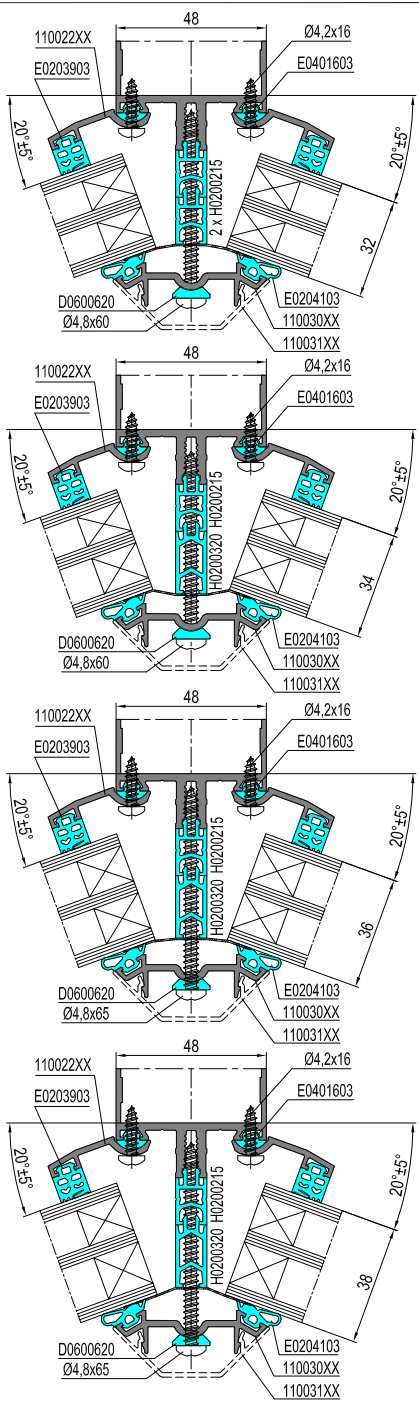 48
110022XX
Ø4,2x16
E0203903
E0401603
20°±5°
20°±5°
2 x H0200215
32
D0600620
E0204103
Ø4,8x60
110030XX
110031XX
48
110022XX
Ø4,2x16
E0203903
E0401603
20°±5°
20°±5°
H0200320 H0200215
34
D0600620
E0204103
Ø4,8x60
110030XX
110031XX
48
110022XX
Ø4,2x16
E0203903
E0401603
20°±5°
20°±5°
H0200320 H0200215
36
D0600620
E0204103
Ø4,8x65
110030XX
110031XX
48
110022XX
Ø4,2x16
E0203903
E0401603
20°±5°
20°±5°
H0200320 H0200215
38
D0600620
E0204103
Ø4,8x65
110030XX
110031XX